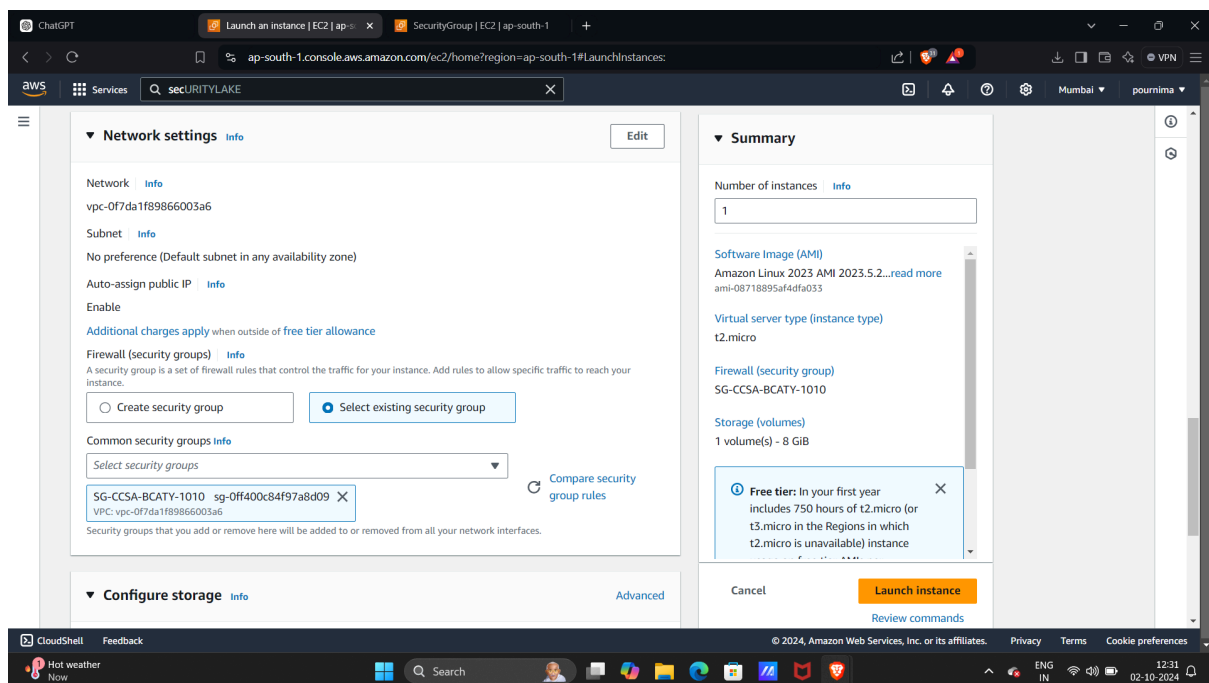 ChatGPT
Launch an instance | EC2 | ap-s
SecurityGroup | EC2 | ap-south-1
ap-south-1.console.aws.amazon.com/ec2/home?region=ap-south-1#LaunchInstances:
VPN
aws
Services
secURITYLAKE
Mumbai
pournima
Network settings Info
Edit
Network Info
vpc-0f7da1f89866003a6
Subnet Info
No preference (Default subnet in any availability zone)
Auto-assign public IP Info
Enable
Additional charges apply when outside of free tier allowance
Firewall (security groups) Info
A security group is a set of firewall rules that control the traffic for your instance. Add rules to allow specific traffic to reach your
instance.
Create security group
Select existing security group
Common security groups Info
Select security groups
SG-CCSA-BCATY-1010 sg-0ff400c84f97a8d09
VPC: vpc-0f7da1f89866003a6
Compare security
group rules
Security groups that you add or remove here will be added to or removed from all your network interfaces.
Configure storage Info
Advanced
Summary
Number of instances Info
1
Software Image (AMI)
Amazon Linux 2023 AMI 2023.5.2...read more
ami-08718895af4dfa033
Virtual server type (instance type)
t2.micro
Firewall (security group)
SG-CCSA-BCATY-1010
Storage (volumes)
1 volume(s) - 8 GiB
Free tier: In your first year
includes 750 hours of t2.micro (or
t3.micro in the Regions in which
t2.micro is unavailable) instance
Cancel
Launch instance
Review commands
CloudShell
Feedback
© 2024, Amazon Web Services, Inc. or its affiliates.
Privacy
Terms
Cookie preferences
1
Hot weather
Now
Search
ENG
IN
12:31
02-10-2024